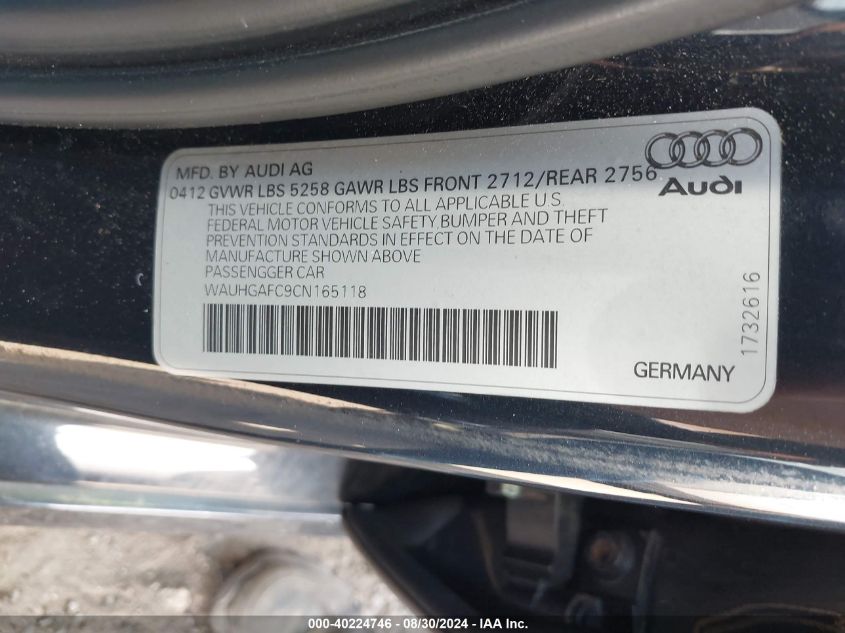 MFD. BY AUDI AG
0412 GVWR LBS 5258 GAWR LBS FRONT 2712/REAR 2756
THIS VEHICLE CONFORMS TO ALL APPLICABLE U.S.
FEDERAL MOTOR VEHICLE SAFETY,BUMPER AND THEFT
PREVENTION STANDARDS IN EFFECT ON THE DATE OF
MANUFACTURE SHOWN ABOVE
PASSENGGER CAR
WAUHGAFC9CN165118
Audi
1732616
GERMANY
000-40224746 - 08/30/2024 - IAA Inc.